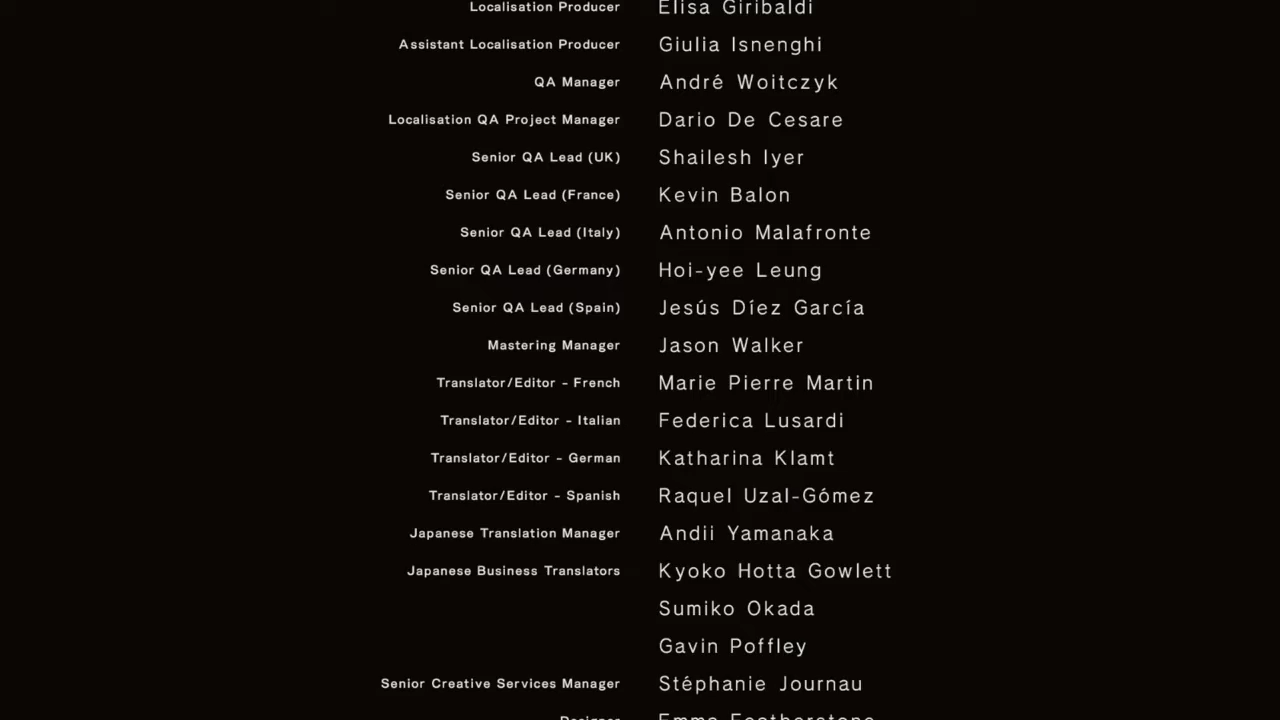 Localisation Producer Elisa Giribaldi
Assistant Localisation Producer Giulia Isnenghi
QA Manager André Woitczyk
Localisation QA Project Manager Dario De Cesare
Senior QA Lead (UK) Shailesh Iyer
Senior QA Lead (France) Kevin Balon
Senior QA Lead (Italy) Antonio Malafronte
Senior QA Lead (Germany) Hoi-yee Leung
Senior QA Lead (Spain) Jesús Díez García
Mastering Manager Jason Walker
Translator/Editor - French Marie Pierre Martin
Translator/Editor - Italian Federica Lusardi
Translator/Editor - German Katharina Klamt
Translator/Editor - Spanish Raquel Uzal-Gómez
Japanese Translation Manager Andii Yamanaka
Japanese Business Translators Kyoko Hotta Gowlett
Sumiko Okada
Gavin Poffley
Senior Creative Services Manager Stéphanie Journau
Designer Emma Featherstone